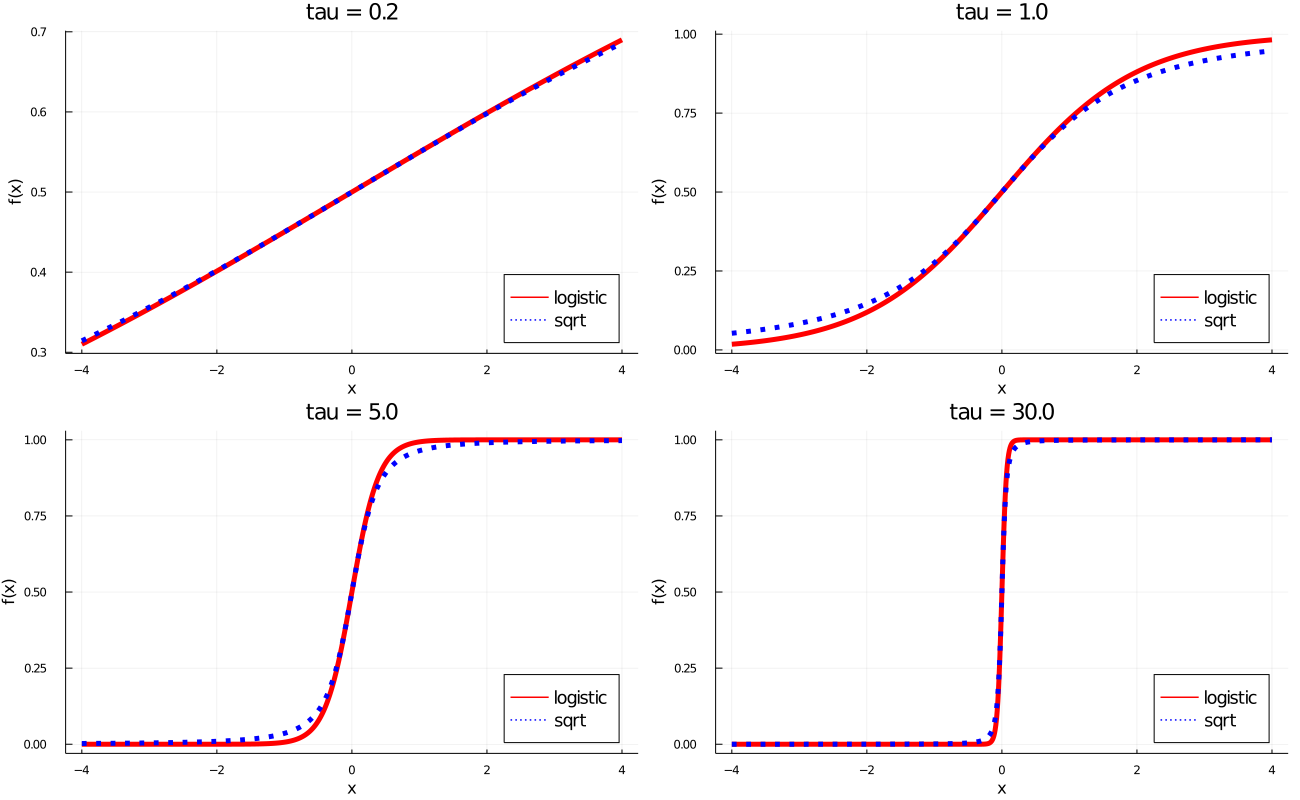 tau = 0.2
0.7
0.6
0.5
0.4
0.3
f(x)
logistic
sqrt
−4 −2 0 2 4
x
tau = 1.0
1.00
0.75
0.50
0.25
0.00
f(x)
logistic
sqrt
−4 −2 0 2 4
x
tau = 5.0
1.00
0.75
0.50
0.25
0.00
f(x)
logistic
sqrt
−4 −2 0 2 4
x
tau = 30.0
1.00
0.75
0.50
0.25
0.00
f(x)
logistic
sqrt
−4 −2 0 2 4
x